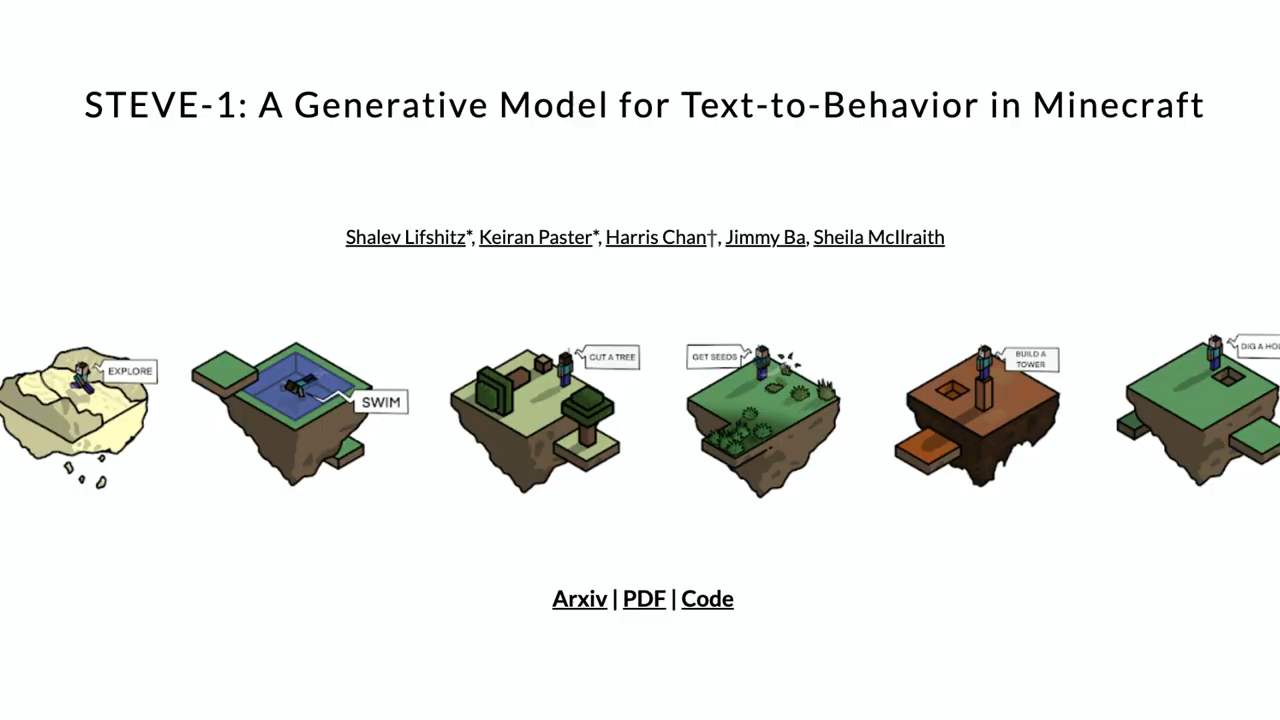 STEVE-1: A Generative Model for Text-to-Behavior in Minecraft
Shalev Lifshitz*, Keiran Paster*, Harris Chan†, Jimmy Ba, Sheila McIlraith
EXPLORE
SWIM
CUT A TREE
GET SEEDS
BUILD A
TOWER
DIG A
Arxiv | PDF | Code